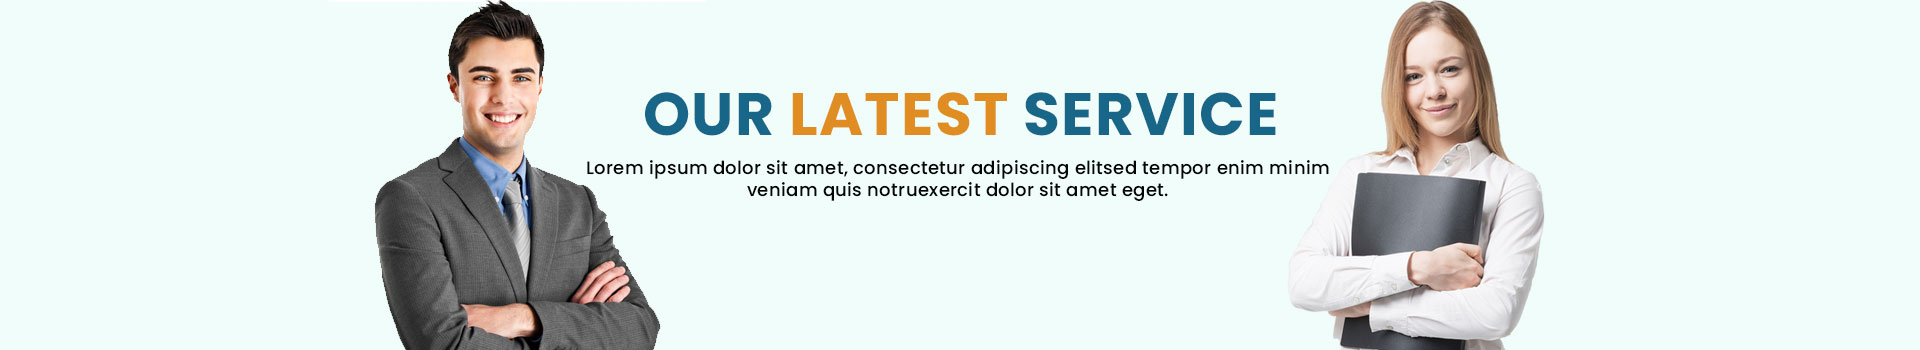 OUR LATEST SERVICE
Lorem ipsum dolor sit amet, consectetur adipiscing elitsed tempor enim minim
veniam quis notruexercit dolor sit amet eget.